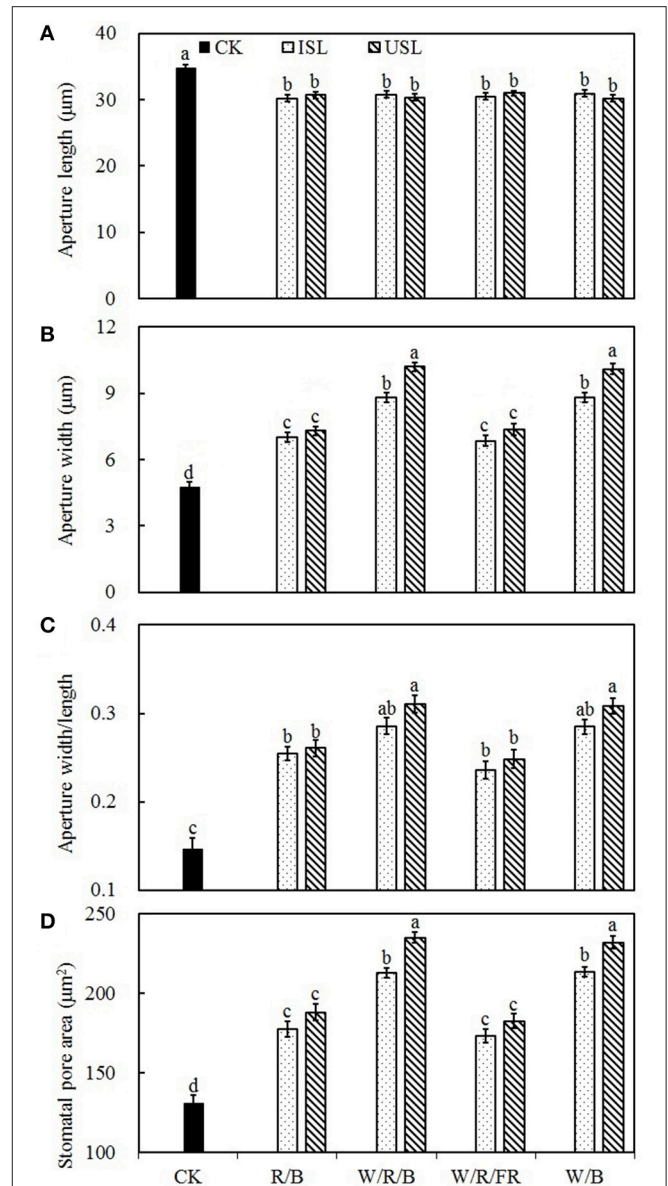 A
Aperture length (μm)
40
30
20
10
0
CK ISL USL
a
b b b b b b b b
B
Aperture width (μm)
12
9
6
3
0
d
c c b a c c b a
C
Aperture width/length
0.4
0.3
0.2
0.1
c
b b ab a b b ab a
D
Stomatal pore area (μm²)
250
200
150
100
d
c c b a c c b a
CK R/B W/R/B W/R/FR W/B